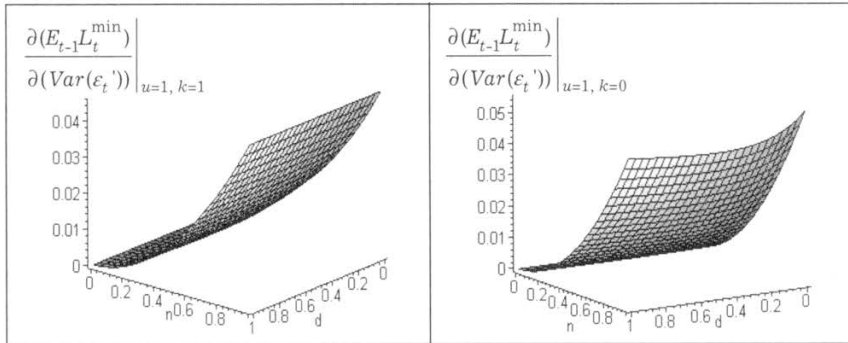 ∂(E_{t-1}L_t^{min})
∂(Var(ε_t')) |_{u=1, k=1}
0.04
0.03
0.02
0.01
0
0 0.2 0.4 n0.6 0.8 1
0.8 0.6 d 0.4 0.2 0
∂(E_{t-1}L_t^{min})
∂(Var(ε_t')) |_{u=1, k=0}
0.05
0.04
0.03
0.02
0.01
0
0 0.2 0.4 n 0.6 0.8 1
0.8 0.6 d 0.4 0.2 0